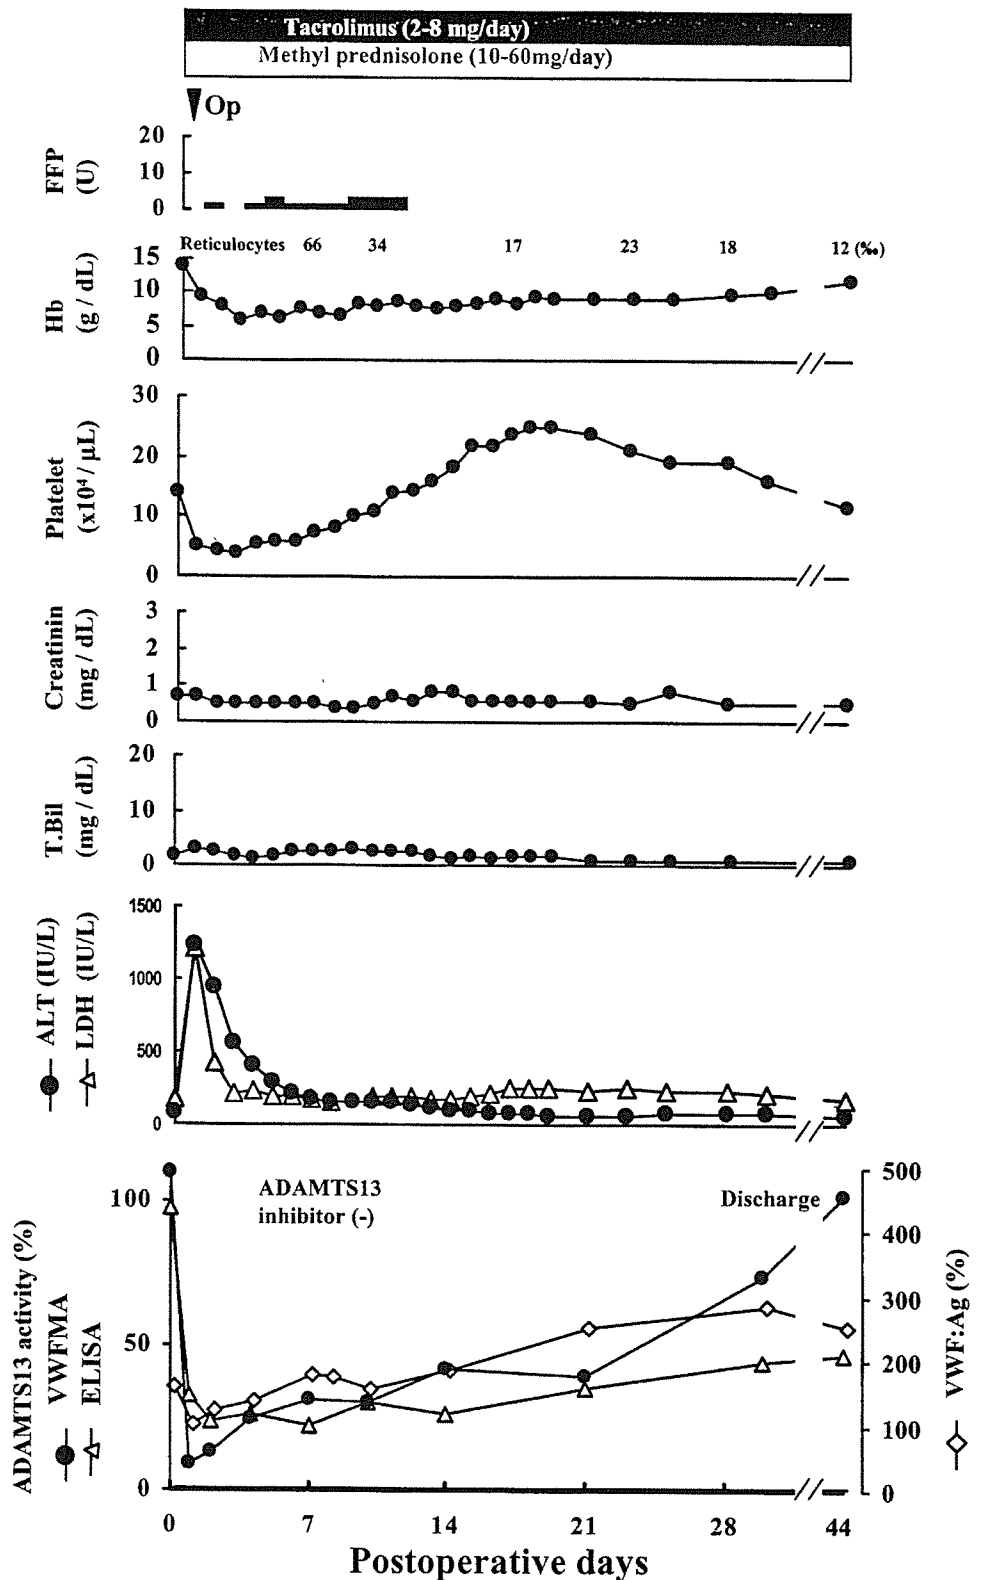 Tacrolimus (2-8 mg/day)
Methyl prednisolone (10-60mg/day)
Op
FFP
(U)
20
10
0
Reticulocytes 66 34 17 23 18 12 (‰)
Hb
(g / dL)
15
10
5
0
Platelet
(x10⁴ / μL)
30
20
10
0
Creatinin
(mg / dL)
3
2
1
0
T.Bil
(mg / dL)
20
10
0
ALT (IU/L)
LDH (IU/L)
1500
1000
500
0
ADAMTS13 activity (%)
VWFMA
ELISA
100
50
0
ADAMTS13
inhibitor (-)
Discharge
500
400
300
200
100
0
VWF:Ag (%)
0 7 14 21 28 44
Postoperative days